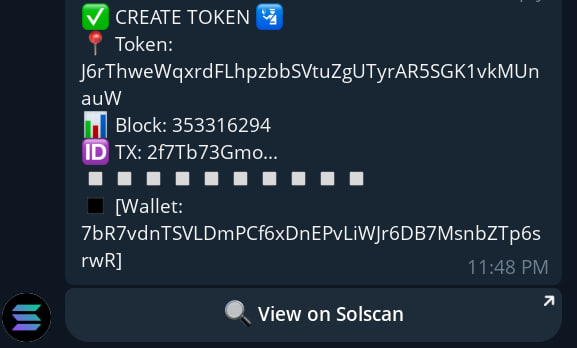 ✅ CREATE TOKEN 🛂
📍 Token:
J6rThweWqxrdFLhpzbbSVtuZgUTyrAR5SGK1vkMUn
auW
📊 Block: 353316294
🆔 TX: 2f7Tb73Gmo...
◻ ◻ ◻ ◻ ◻ ◻ ◻ ◻ ◻ ◻
◼ [Wallet:
7bR7vdnTSVLDmPCf6xDnEPvLiWJr6DB7MsnbZTp6s
rwR]
11:48 PM
🔍 View on Solscan